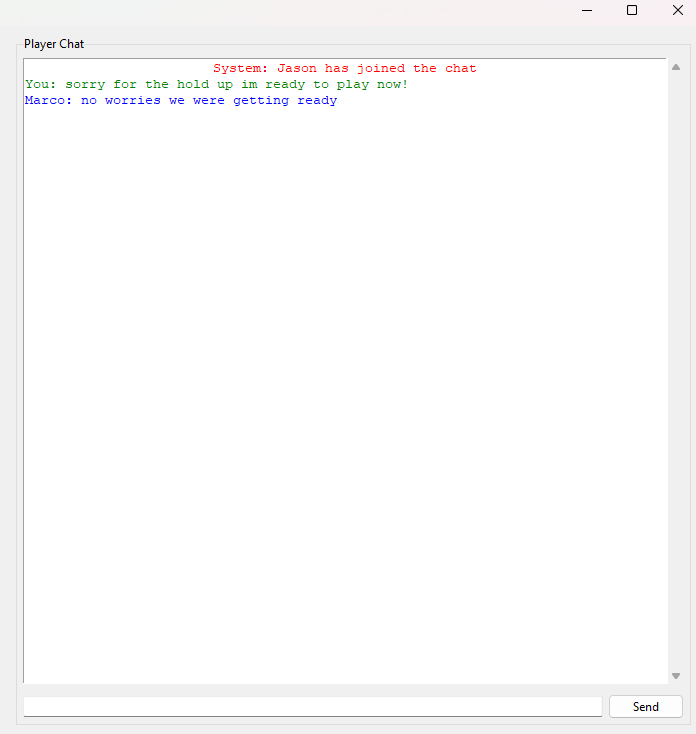 Player Chat
System: Jason has joined the chat
You: sorry for the hold up im ready to play now!
Marco: no worries we were getting ready
Send